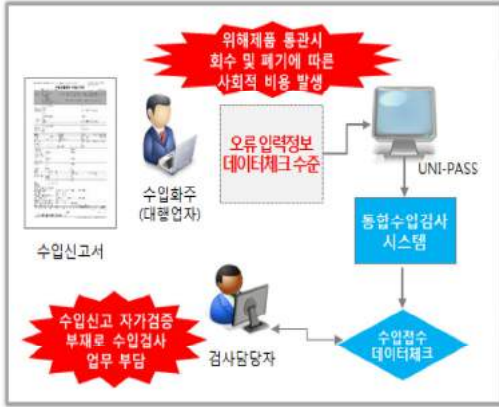 위해제품 통관시
회수 및 폐기에 따른
사회적 비용 발생
오류 입력정보
데이터체크 수준
수입화주
(대행업자)
UNI-PASS
수입신고서
통합수입검사
시스템
수입신고 자가검증
부재로 수입검사
업무 부담
검사담당자
수입접수
데이터체크